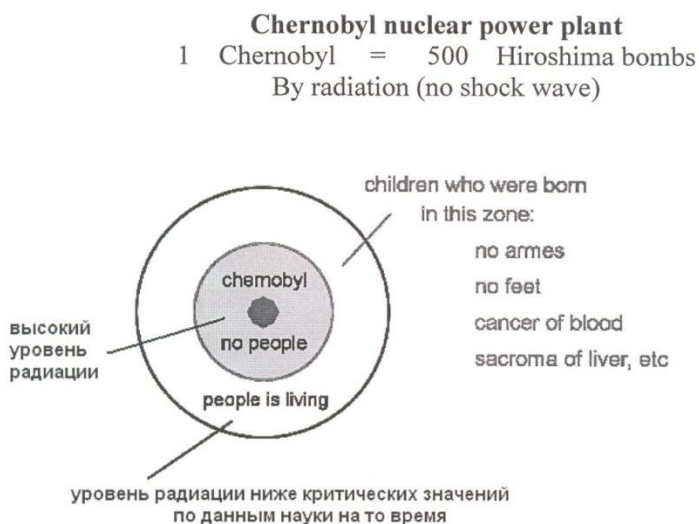 Chernobyl nuclear power plant
1 Chernobyl = 500 Hiroshima bombs
By radiation (no shock wave)
children who were born
in this zone:
no armes
no feet
cancer of blood
sacroma of liver, etc
chernobyl
no people
people is living
высокий
уровень
радиации
уровень радиации ниже критических значений
по данным науки на то время